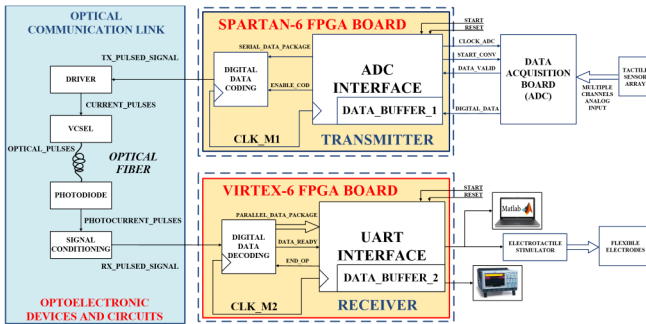 OPTICAL
COMMUNICATION LINK
TX_PULSED_SIGNAL
DRIVER
CURRENT_PULSES
VCSEL
OPTICAL_PULSES
OPTICAL
FIBER
PHOTODIODE
PHOTOCURRENT_PULSES
SIGNAL
CONDITIONING
RX_PULSED_SIGNAL
OPTOELECTRONIC
DEVICES AND CIRCUITS
SPARTAN-6 FPGA BOARD
SERIAL_DATA_PACKAGE
DIGITAL
DATA
CODING
ENABLE_COD
CLK_M1
ADC
INTERFACE
DATA_BUFFER_1
TRANSMITTER
START
RESET
CLOCK_ADC
START_CONV
DATA_VALID
DIGITAL_DATA
DATA
ACQUISITION
BOARD
(ADC)
MULTIPLE
CHANNELS
ANALOG
INPUT
TACTILE
SENSOR
ARRAY
VIRTEX-6 FPGA BOARD
PARALLEL_DATA_PACKAGE
DIGITAL
DATA
DECODING
DATA_READY
END_OP
CLK_M2
UART
INTERFACE
DATA_BUFFER_2
RECEIVER
START
RESET
Matlab
ELECTROTACTILE
STIMULATOR
FLEXIBLE
ELECTRODES